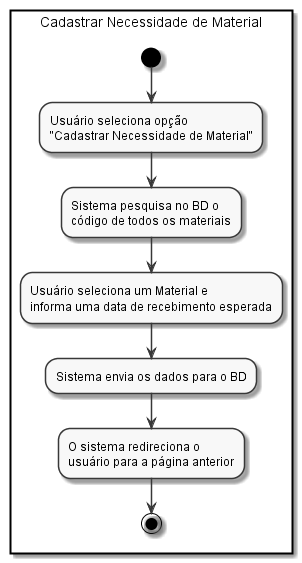 Cadastrar Necessidade de Material
Usuário seleciona opção
"Cadastrar Necessidade de Material"
Sistema pesquisa no BD o
código de todos os materiais
Usuário seleciona um Material e
informa uma data de recebimento esperada
Sistema envia os dados para o BD
O sistema redireciona o
usuário para a página anterior